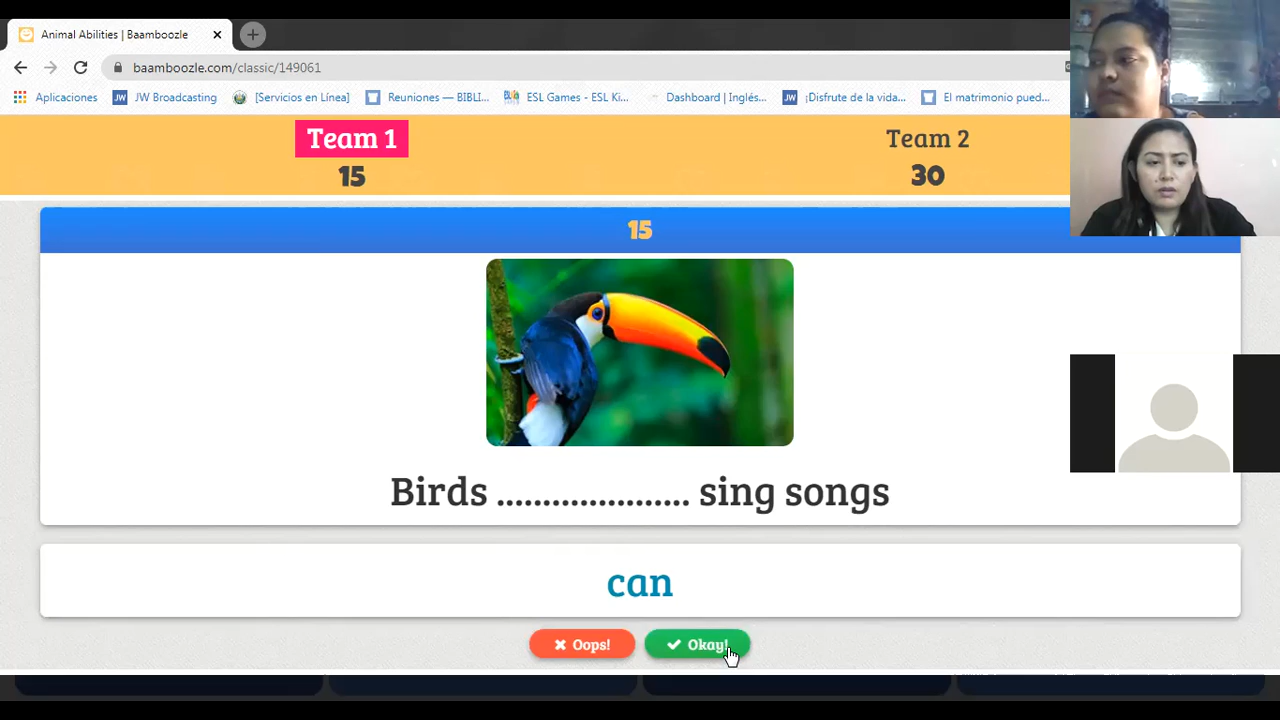 Animal Abilities | Baamboozle
baamboozle.com/classic/149061
Aplicaciones JW Broadcasting [Servicios en Línea] Reuniones — BIBLI... ESL Games - ESL Ki... Dashboard | Inglés,... ¡Disfrute de la vida... El matrimonio pued...
Team 1 Team 2
15 30
15
Birds ..................... sing songs
can
Oops! Okay!